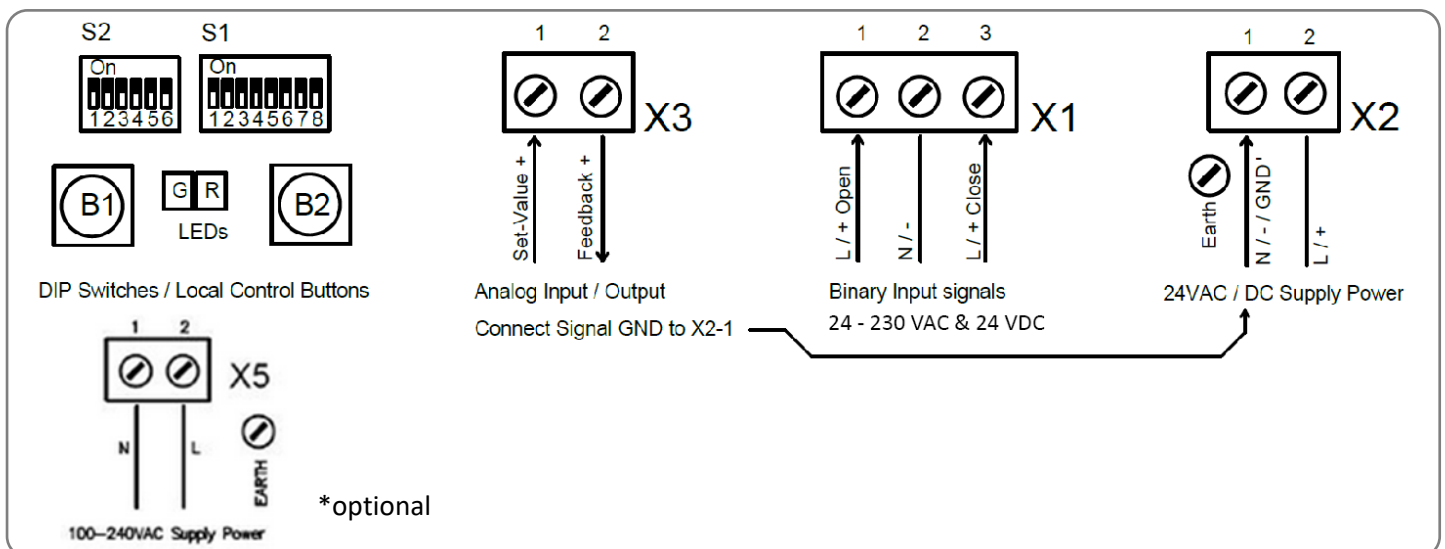 S2 S1
On On
123456 12345678
B1 G R B2
LEDs
DIP Switches / Local Control Buttons
1 2
X5
N L EARTH
100–240VAC Supply Power
*optional
1 2
X3
Set-Value +
Feedback +
Analog Input / Output
Connect Signal GND to X2-1
1 2 3
X1
L / + Open
N / -
L / + Close
Binary Input signals
24 - 230 VAC & 24 VDC
1 2
X2
Earth
N / - / GND'
L / +
24VAC / DC Supply Power